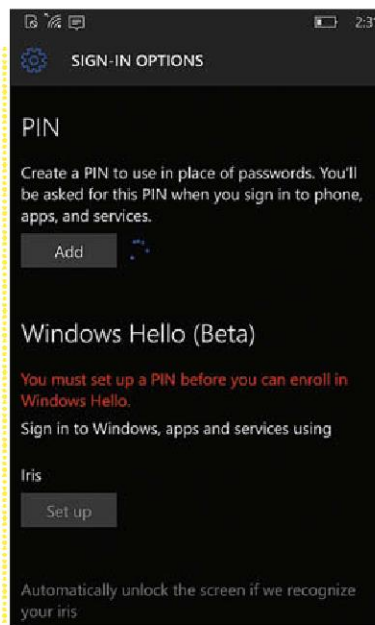 2:31
SIGN-IN OPTIONS
PIN
Create a PIN to use in place of passwords. You'll
be asked for this PIN when you sign in to phone,
apps, and services.
Add
Windows Hello (Beta)
You must set up a PIN before you can enroll in
Windows Hello.
Sign in to Windows, apps and services using
Iris
Set up
Automatically unlock the screen if we recognize
your iris